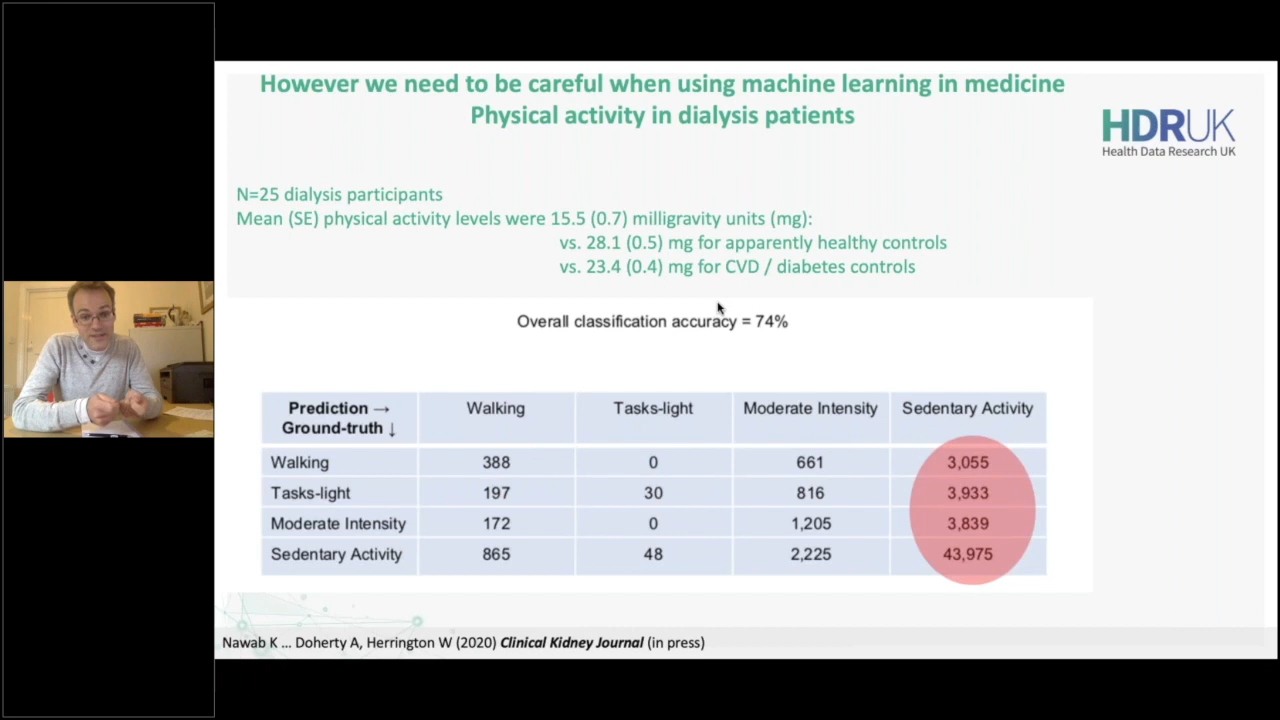 However we need to be careful when using machine learning in medicine
Physical activity in dialysis patients
HDRUK
Health Data Research UK
N=25 dialysis participants
Mean (SE) physical activity levels were 15.5 (0.7) milligravity units (mg):
vs. 28.1 (0.5) mg for apparently healthy controls
vs. 23.4 (0.4) mg for CVD / diabetes controls
Overall classification accuracy = 74%
Prediction → Walking Tasks-light Moderate Intensity Sedentary Activity
Ground-truth ↓
Walking 388 0 661 3,055
Tasks-light 197 30 816 3,933
Moderate Intensity 172 0 1,205 3,839
Sedentary Activity 865 48 2,225 43,975
Nawab K ... Doherty A, Herrington W (2020) Clinical Kidney Journal (in press)